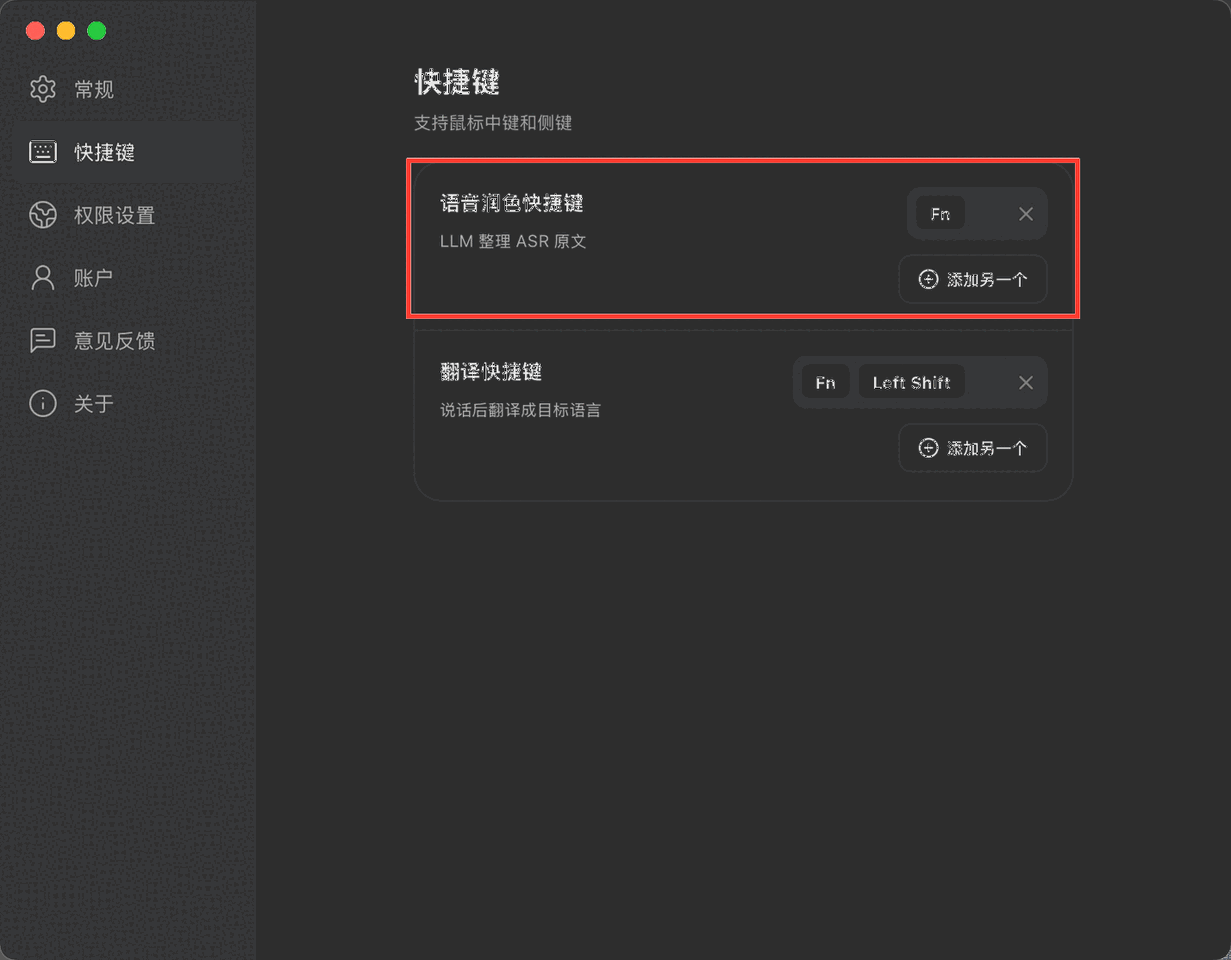 常规
快捷键
权限设置
账户
意见反馈
关于
快捷键
支持鼠标中键和侧键
语音润色快捷键
Fn
LLM 整理 ASR 原文
添加另一个
翻译快捷键
Fn Left Shift
说话后翻译成目标语言
添加另一个